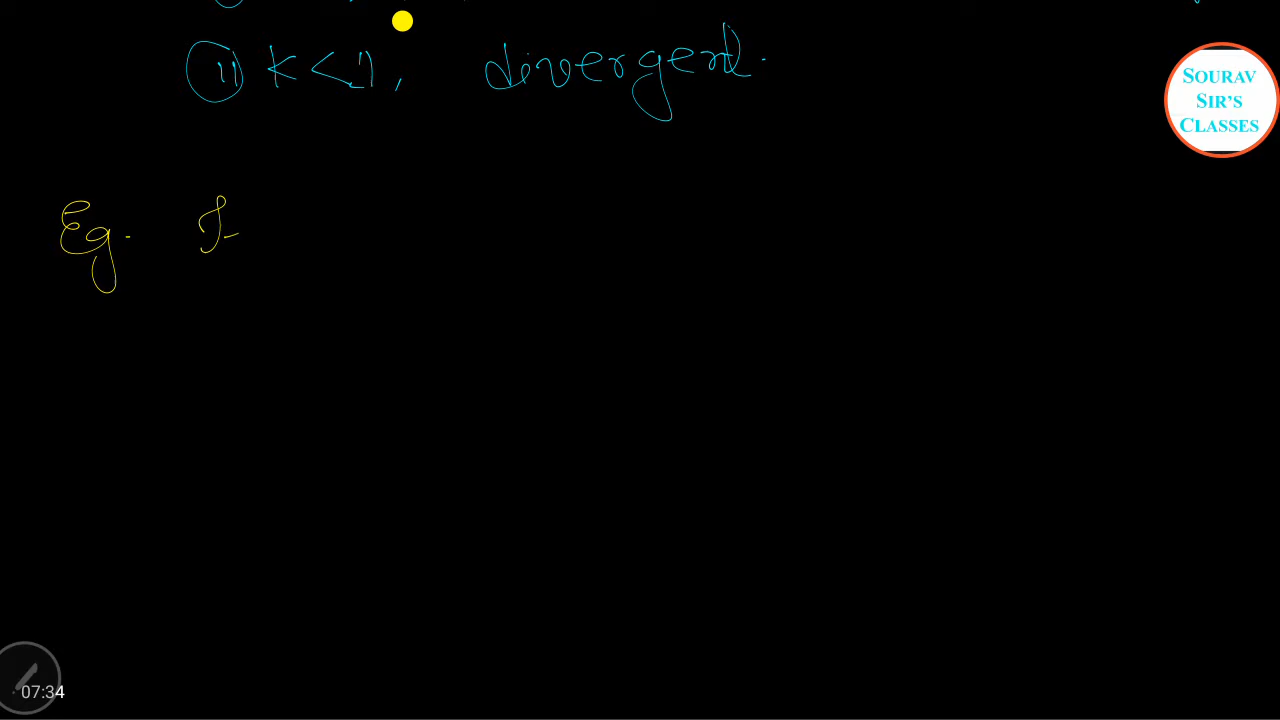 (ii) K < 1, divergent.
SOURAV
SIR'S
CLASSES
Eg.
07:34